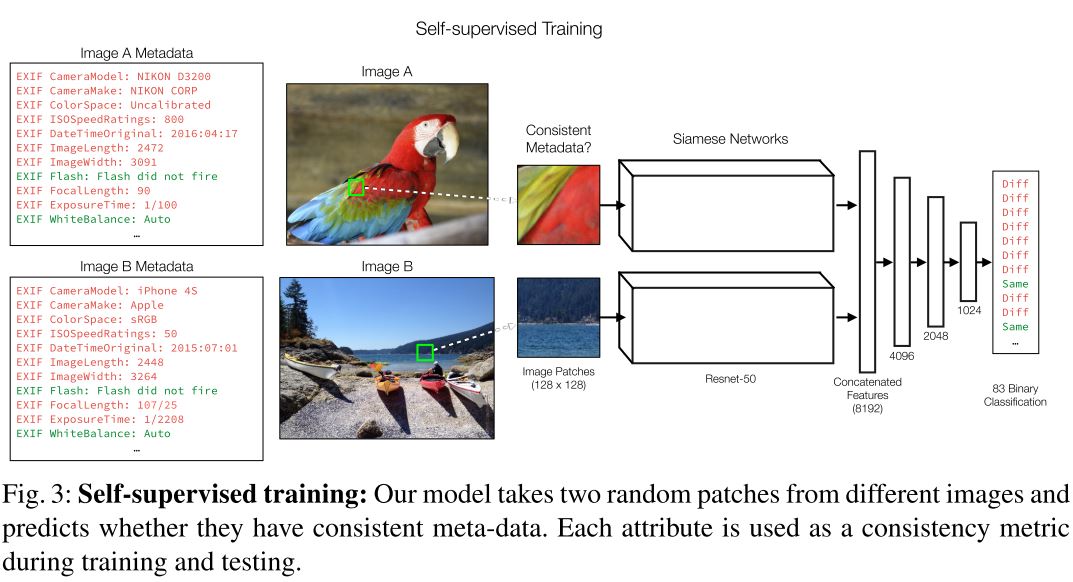 Self-supervised Training
Image A Metadata
EXIF CameraModel: NIKON D3200
EXIF CameraMake: NIKON CORP
EXIF ColorSpace: Uncalibrated
EXIF ISOSpeedRatings: 800
EXIF DateTimeOriginal: 2016:04:17
EXIF ImageLength: 2472
EXIF ImageWidth: 3091
EXIF Flash: Flash did not fire
EXIF FocalLength: 90
EXIF ExposureTime: 1/100
EXIF WhiteBalance: Auto
…
Image A
Consistent
Metadata?
Siamese Networks
Image B Metadata
EXIF CameraModel: iPhone 4S
EXIF CameraMake: Apple
EXIF ColorSpace: sRGB
EXIF ISOSpeedRatings: 50
EXIF DateTimeOriginal: 2015:07:01
EXIF ImageLength: 2448
EXIF ImageWidth: 3264
EXIF Flash: Flash did not fire
EXIF FocalLength: 107/25
EXIF ExposureTime: 1/2208
EXIF WhiteBalance: Auto
…
Image B
Image Patches
(128 x 128)
Resnet-50
Concatenated
Features
(8192)
4096
2048
1024
Diff
Diff
Diff
Diff
Diff
Diff
Diff
Same
Diff
Diff
Same
…
83 Binary
Classification
Fig. 3: Self-supervised training: Our model takes two random patches from different images and
predicts whether they have consistent meta-data. Each attribute is used as a consistency metric
during training and testing.